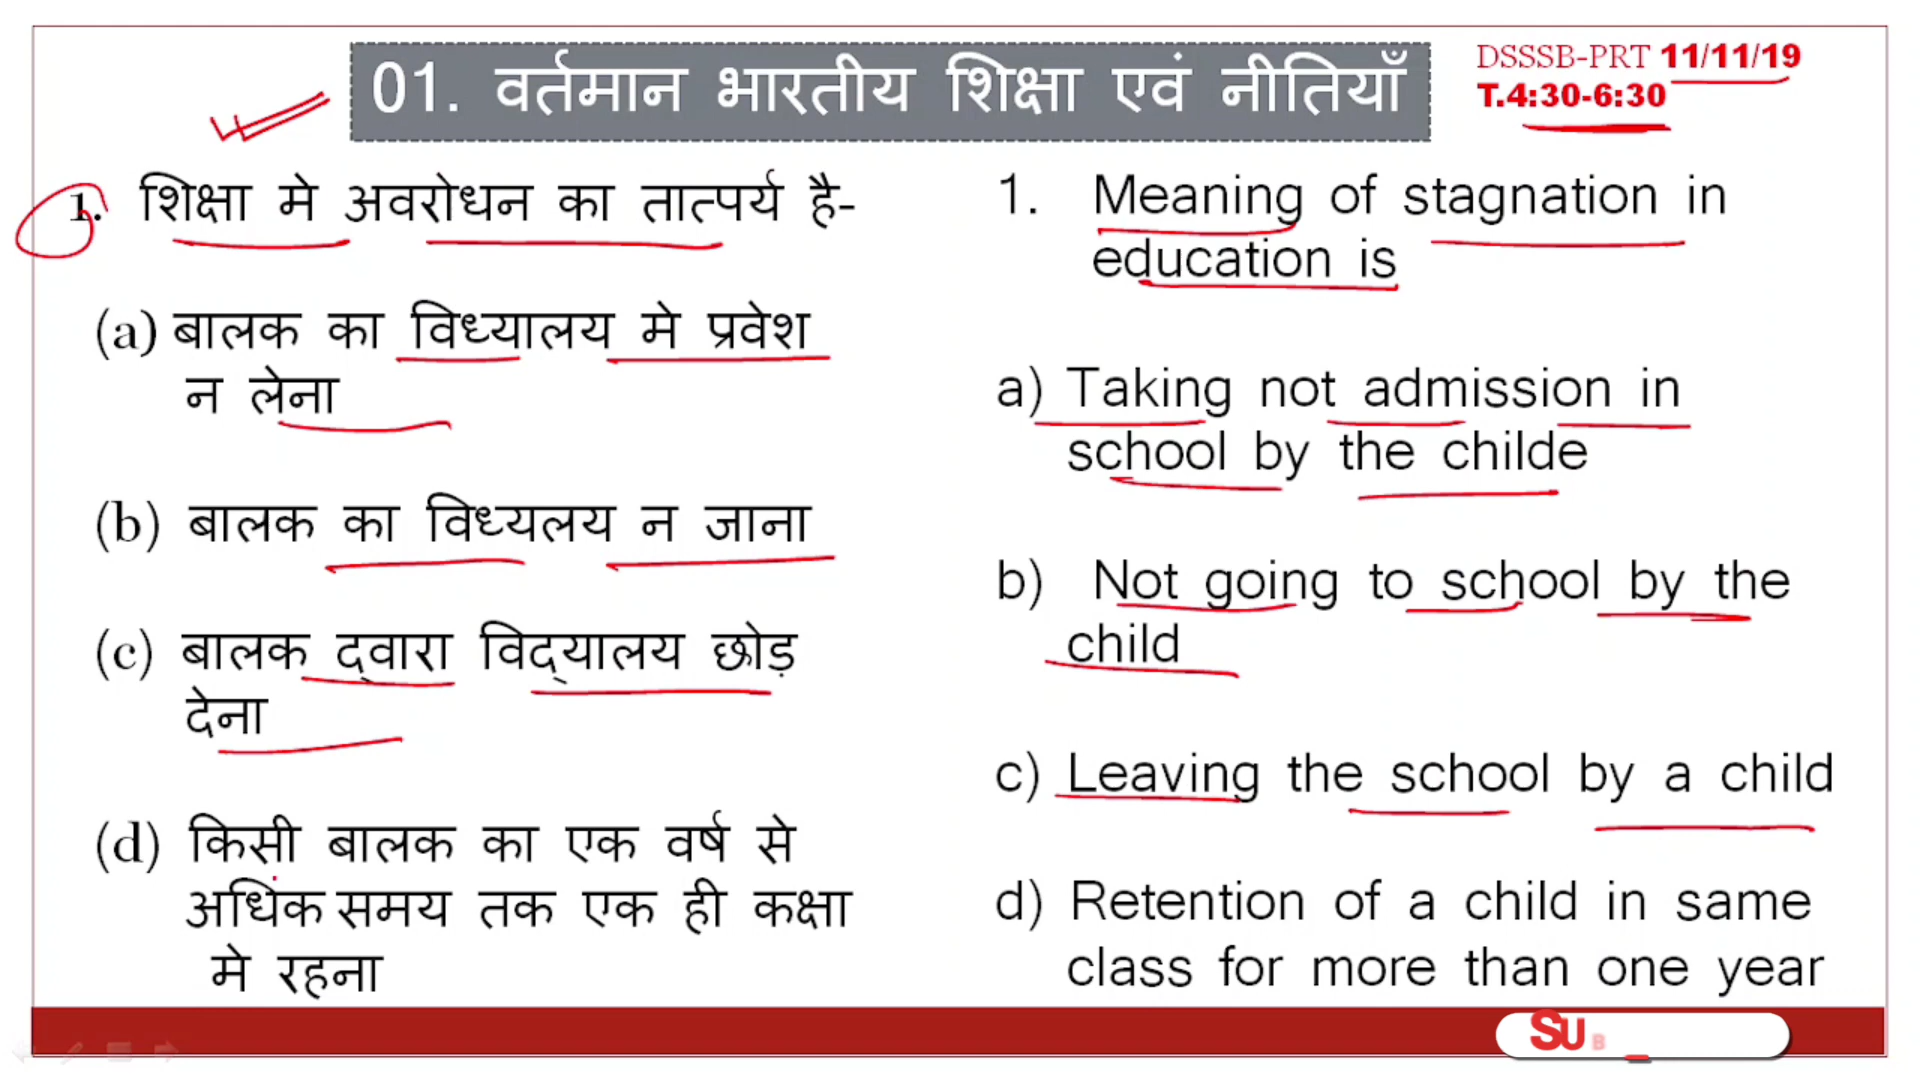 01. वर्तमान भारतीय शिक्षा एवं नीतियाँ
DSSSB-PRT 11/11/19
T.4:30-6:30
1. शिक्षा मे अवरोधन का तात्पर्य है-
(a) बालक का विध्यालय मे प्रवेश
न लेना
(b) बालक का विध्यलय न जाना
(c) बालक द्वारा विद्यालय छोड़
देना
(d) किसी बालक का एक वर्ष से
अधिक समय तक एक ही कक्षा
मे रहना
1. Meaning of stagnation in
education is
a) Taking not admission in
school by the childe
b) Not going to school by the
child
c) Leaving the school by a child
d) Retention of a child in same
class for more than one year
SUB